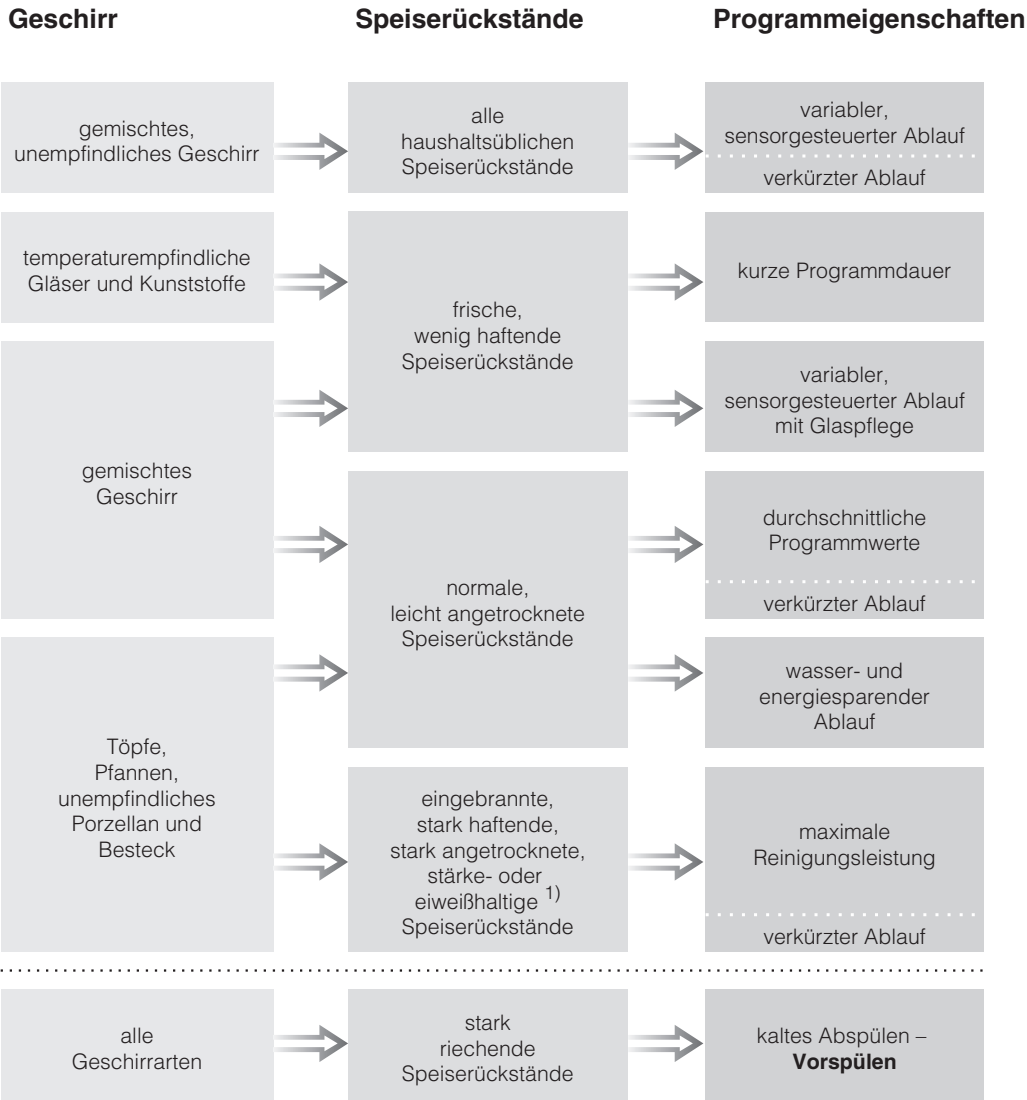 Geschirr Speiserückstände Programmeigenschaften
gemischtes,
unempfindliches Geschirr
alle
haushaltsüblichen
Speiserückstände
variabler,
sensorgesteuerter Ablauf
verkürzter Ablauf
temperaturempfindliche
Gläser und Kunststoffe
frische,
wenig haftende
Speiserückstände
kurze Programmdauer
variabler,
sensorgesteuerter Ablauf
mit Glaspflege
gemischtes
Geschirr
normale,
leicht angetrocknete
Speiserückstände
durchschnittliche
Programmwerte
verkürzter Ablauf
wasser- und
energiesparender
Ablauf
Töpfe,
Pfannen,
unempfindliches
Porzellan und
Besteck
eingebrannte,
stark haftende,
stark angetrocknete,
stärke- oder
eiweißhaltige 1)
Speiserückstände
maximale
Reinigungsleistung
verkürzter Ablauf
alle
Geschirrarten
stark
riechende
Speiserückstände
kaltes Abspülen –
Vorspülen